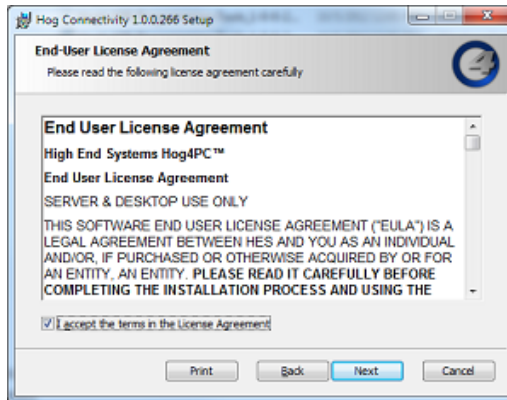 Hog Connectivity 1.0.0.266 Setup
End-User License Agreement
Please read the following license agreement carefully
4
End User License Agreement
High End Systems Hog4PC™
End User License Agreement
SERVER & DESKTOP USE ONLY
THIS SOFTWARE END USER LICENSE AGREEMENT ("EULA") IS A
LEGAL AGREEMENT BETWEEN HES AND YOU AS AN INDIVIDUAL
AND/OR, IF PURCHASED OR OTHERWISE ACQUIRED BY OR FOR
AN ENTITY, AN ENTITY. PLEASE READ IT CAREFULLY BEFORE
COMPLETING THE INSTALLATION PROCESS AND USING THE
I accept the terms in the License Agreement
Print Back Next Cancel